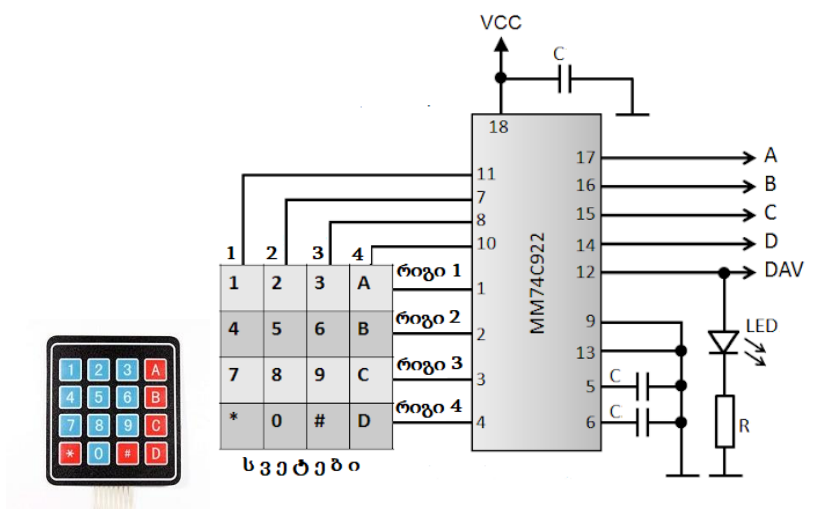 VCC
C
18
11
17
A
7
16
B
8
15
C
10
14
D
12
DAV
MM74C922
1 2 3 4
1 2 3 A
რიგი 1
1
4 5 6 B
რიგი 2
2
7 8 9 C
რიგი 3
3
* 0 # D
რიგი 4
4
სვეტები
9
13
5
C
6
C
LED
R
1 2 3 A
4 5 6 B
7 8 9 C
* 0 # D